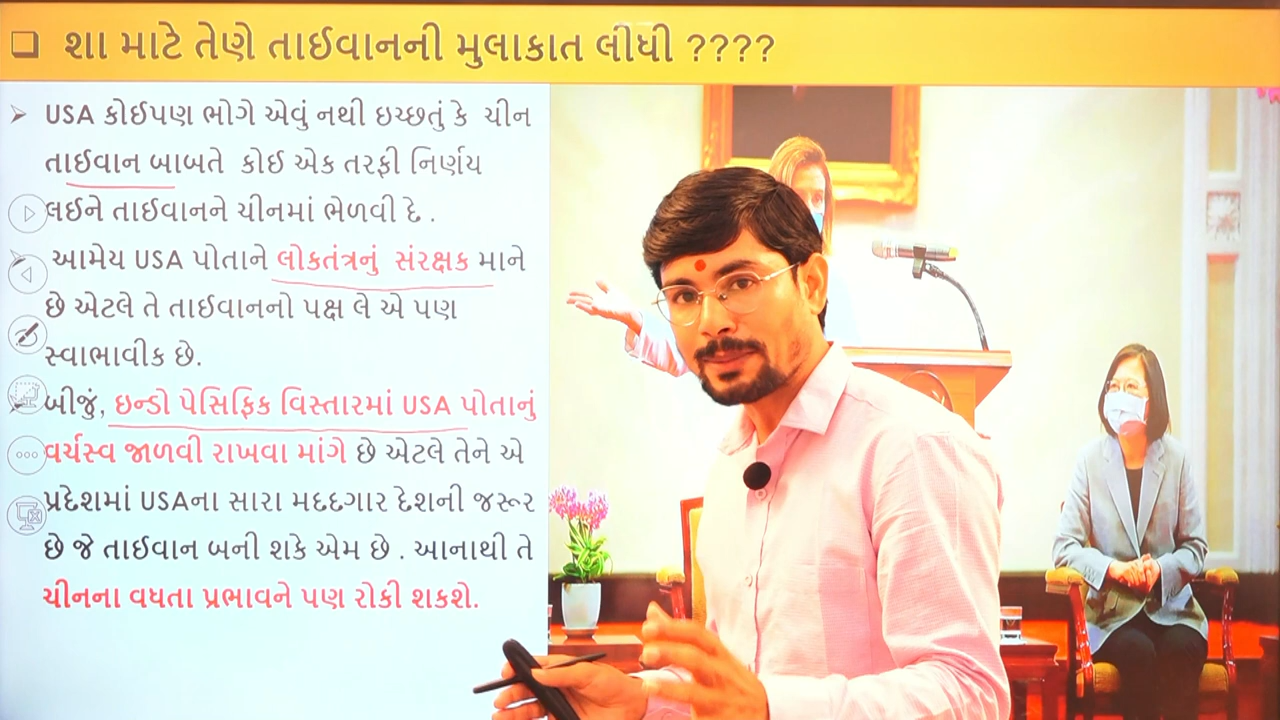 ❑ શા માટે તેણે તાઈવાનની મુલાકાત લીધી ????
➢ USA કોઈપણ ભોગે એવું નથી ઇચ્છતું કે ચીન
તાઈવાન બાબતે કોઈ એક તરફી નિર્ણય
લઈને તાઈવાનને ચીનમાં ભેળવી દે .
આમેય USA પોતાને લોકતંત્રનું સંરક્ષક માને
છે એટલે તે તાઈવાનનો પક્ષ લે એ પણ
સ્વાભાવીક છે.
બીજું, ઇન્ડો પેસિફિક વિસ્તારમાં USA પોતાનું
વર્ચસ્વ જાળવી રાખવા માંગે છે એટલે તેને એ
પ્રદેશમાં USAના સારા મદદગાર દેશની જરૂર
છે જે તાઈવાન બની શકે એમ છે . આનાથી તે
ચીનના વધતા પ્રભાવને પણ રોકી શકશે.